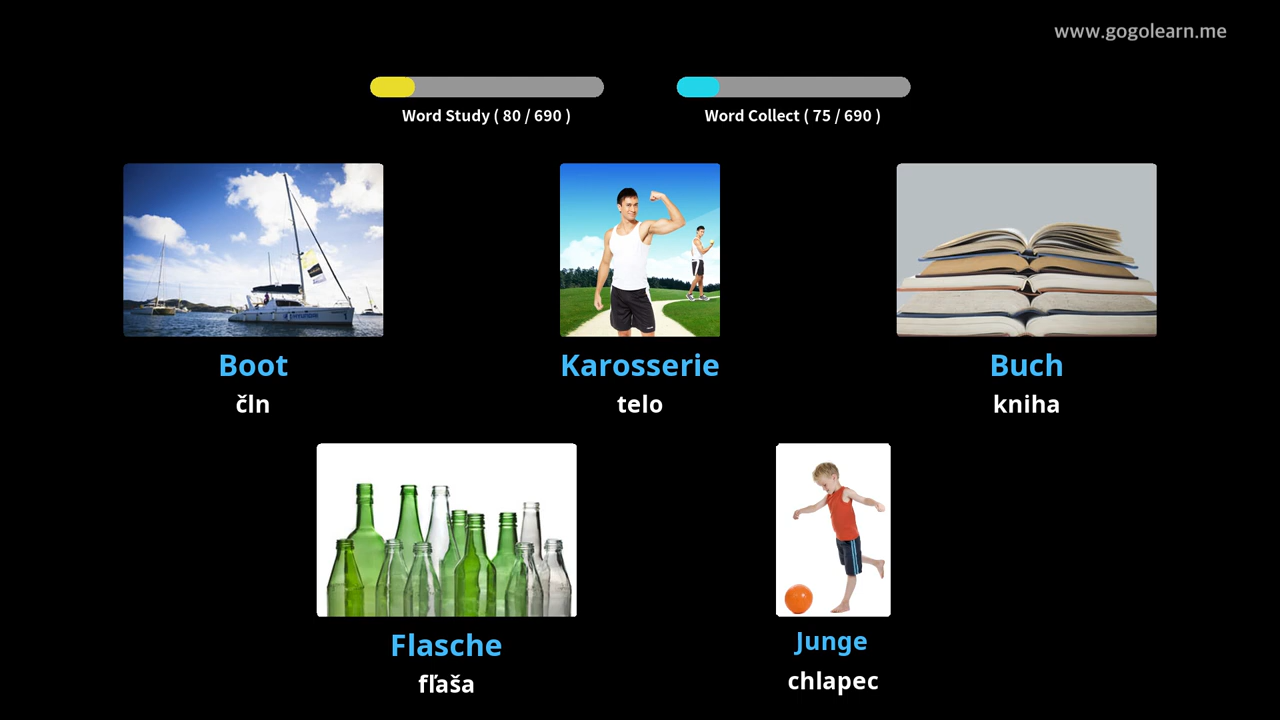 www.gogolearn.me
Word Study ( 80 / 690 )
Word Collect ( 75 / 690 )
Boot
čln
Karosserie
telo
Buch
kniha
Flasche
fľaša
Junge
chlapec